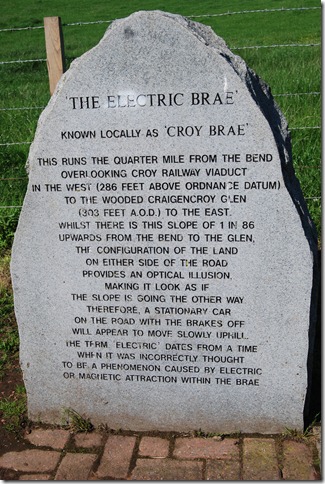 'THE ELECTRIC BRAE'
KNOWN LOCALLY AS 'CROY BRAE'
THIS RUNS THE QUARTER MILE FROM THE BEND
OVERLOOKING CROY RAILWAY VIADUCT
IN THE WEST (286 FEET ABOVE ORDNANCE DATUM)
TO THE WOODED CRAIGENCROY GLEN
(303 FEET A.O.D.) TO THE EAST.
WHILST THERE IS THIS SLOPE OF 1 IN 86
UPWARDS FROM THE BEND TO THE GLEN,
THE CONFIGURATION OF THE LAND
ON EITHER SIDE OF THE ROAD
PROVIDES AN OPTICAL ILLUSION,
MAKING IT LOOK AS IF
THE SLOPE IS GOING THE OTHER WAY.
THEREFORE, A STATIONARY CAR
ON THE ROAD WITH THE BRAKES OFF
WILL APPEAR TO MOVE SLOWLY UPHILL.
THE TERM 'ELECTRIC' DATES FROM A TIME
WHEN IT WAS INCORRECTLY THOUGHT
TO BE A PHENOMENON CAUSED BY ELECTRIC
OR MAGNETIC ATTRACTION WITHIN THE BRAE